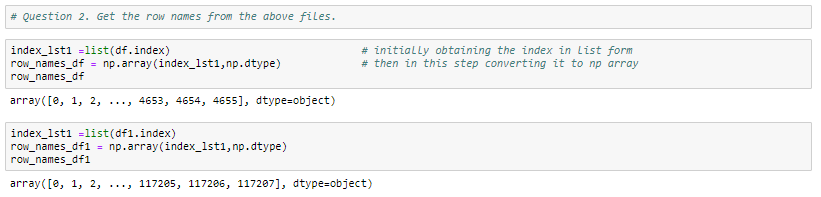 # Question 2. Get the row names from the above files.
index_lst1 =list(df.index) # initially obtaining the index in list form
row_names_df = np.array(index_lst1,np.dtype) # then in this step converting it to np array
row_names_df
array([0, 1, 2, ..., 4653, 4654, 4655], dtype=object)
index_lst1 =list(df1.index)
row_names_df1 = np.array(index_lst1,np.dtype)
row_names_df1
array([0, 1, 2, ..., 117205, 117206, 117207], dtype=object)